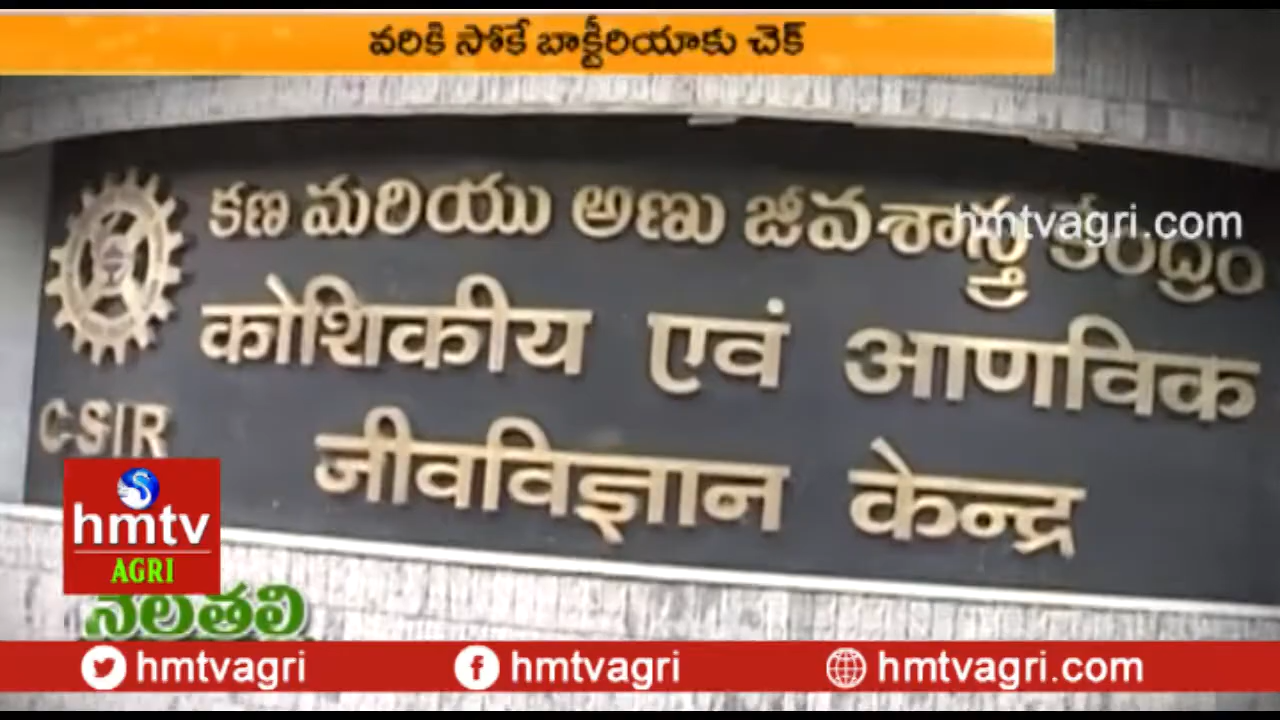 వరికి సోకే బాక్టీరియాకు చెక్
కణ మరియు అణు జీవశాస్త్ర కేంద్రం
hmtvagri.com
कोशिकीय एवं आणविक
CSIR
जीवविज्ञान केन्द्र
hmtv
AGRI
నేలతల్లి
hmtvagri
hmtvagri
hmtvagri.com